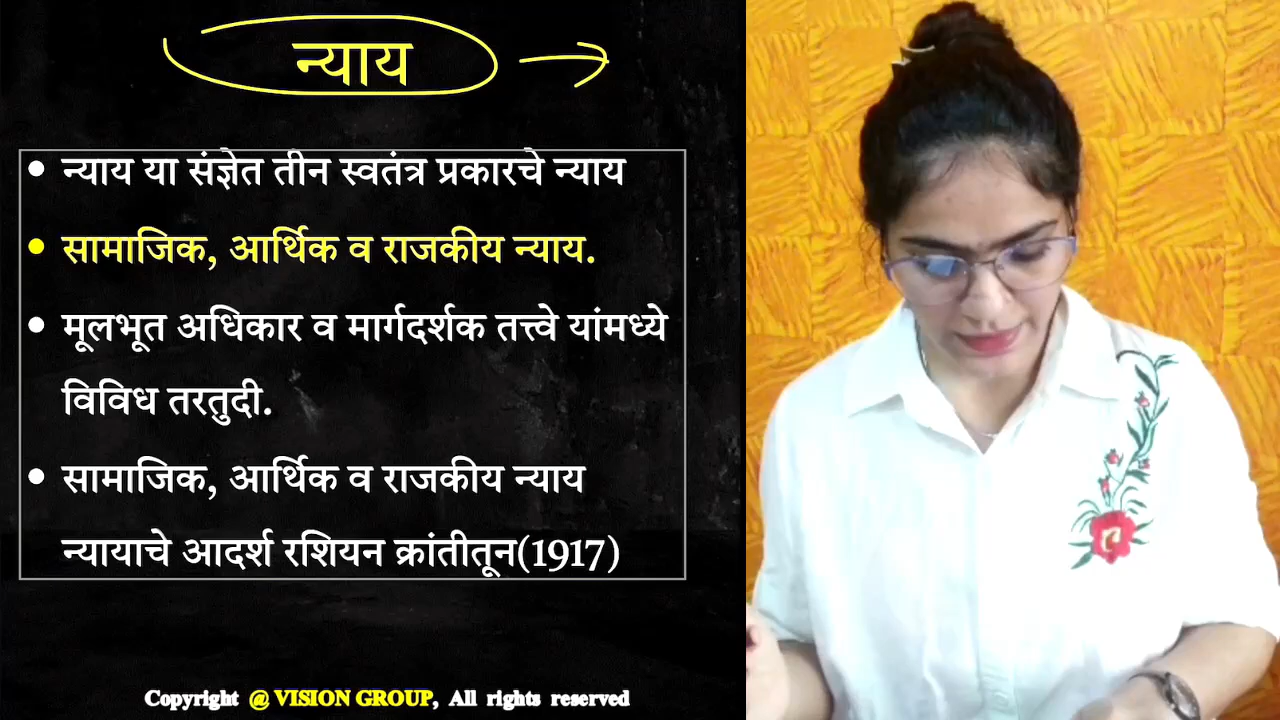 न्याय
• न्याय या संज्ञेत तीन स्वतंत्र प्रकारचे न्याय
• सामाजिक, आर्थिक व राजकीय न्याय.
• मूलभूत अधिकार व मार्गदर्शक तत्त्वे यांमध्ये
विविध तरतुदी.
• सामाजिक, आर्थिक व राजकीय न्याय
न्यायाचे आदर्श रशियन क्रांतीतून(1917)
Copyright @ VISION GROUP, All rights reserved